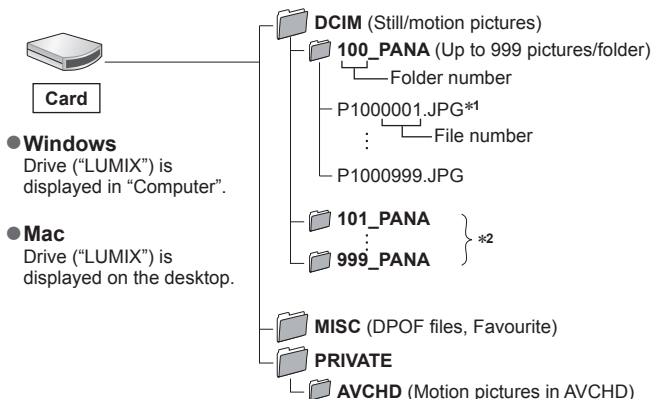 DCIM (Still/motion pictures)
100_PANA (Up to 999 pictures/folder)
Folder number
Card
P1000001.JPG*1
File number
P1000999.JPG
●Windows
Drive (“LUMIX”) is
displayed in “Computer”.
101_PANA
*2
999_PANA
●Mac
Drive (“LUMIX”) is
displayed on the desktop.
MISC (DPOF files, Favourite)
PRIVATE
AVCHD (Motion pictures in AVCHD)